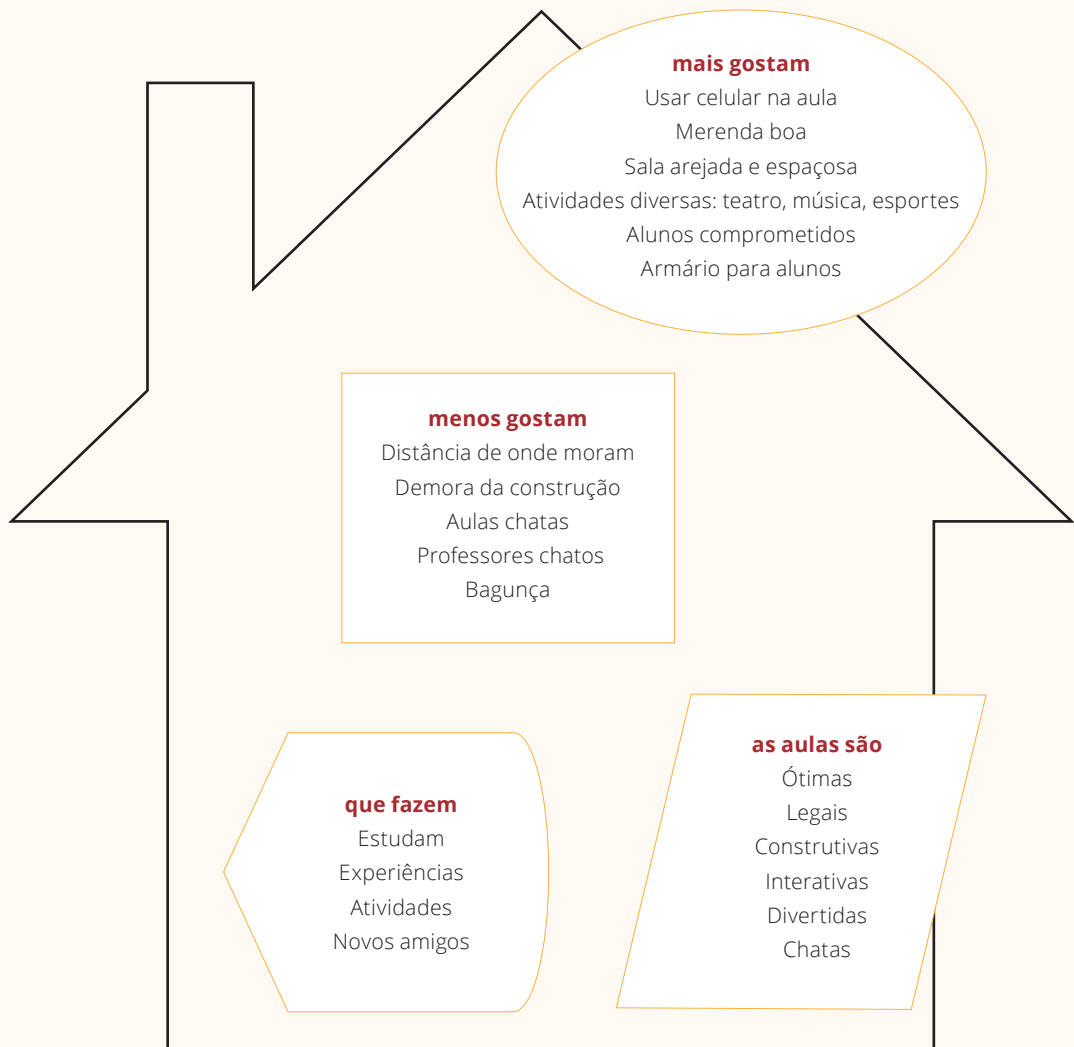 mais gostam
Usar celular na aula
Merenda boa
Sala arejada e espaçosa
Atividades diversas: teatro, música, esportes
Alunos comprometidos
Armário para alunos
menos gostam
Distância de onde moram
Demora da construção
Aulas chatas
Professores chatos
Bagunça
que fazem
Estudam
Experiências
Atividades
Novos amigos
as aulas são
Ótimas
Legais
Construtivas
Interativas
Divertidas
Chatas